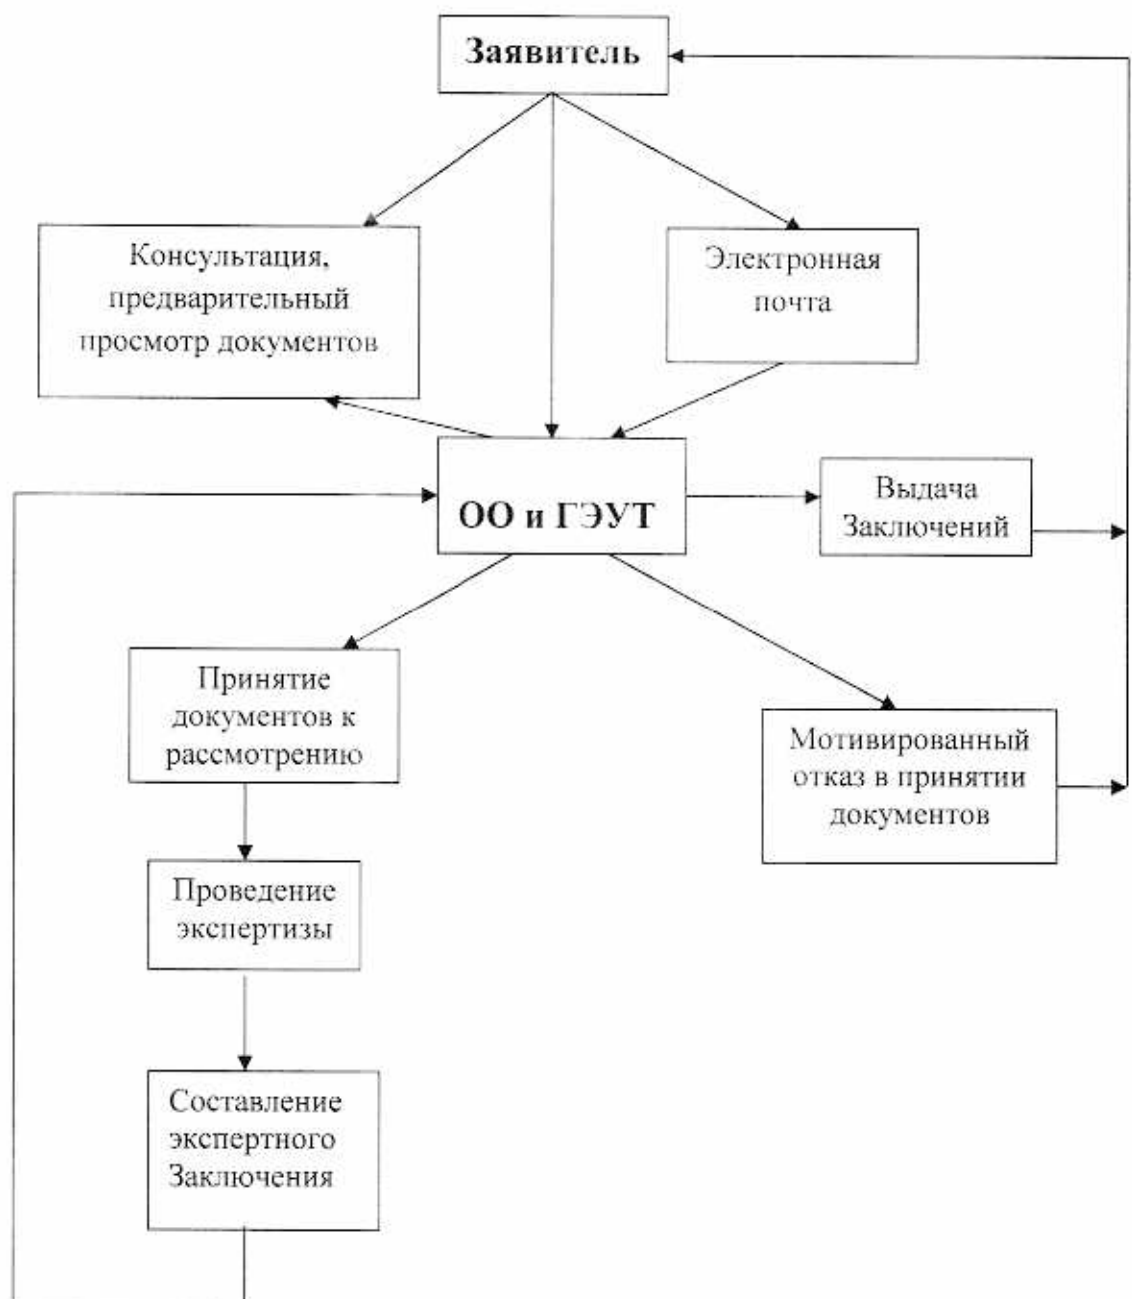 Заявитель
Консультация,
предварительный
просмотр документов
Электронная
почта
ОО и ГЭУТ
Выдача
Заключений
Принятие
документов к
рассмотрению
Мотивированный
отказ в принятии
документов
Проведение
экспертизы
Составление
экспертного
Заключения